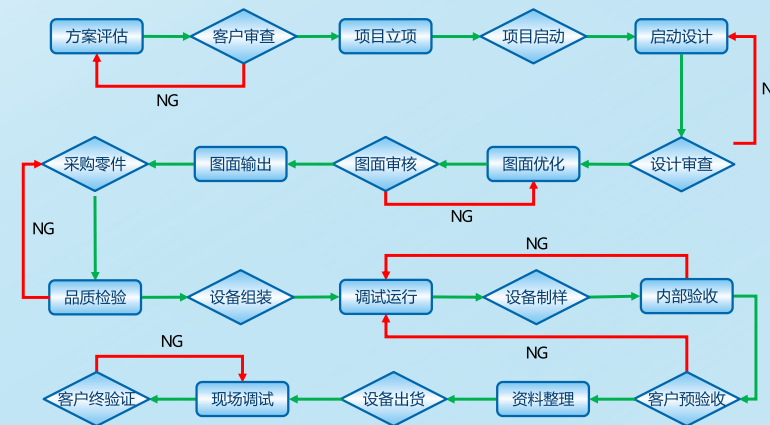 方案评估
客户审查
项目立项
项目启动
启动设计
NG
采购零件
图面输出
图面审核
图面优化
设计审查
NG
NG
NG
品质检验
设备组装
调试运行
设备制样
内部验收
NG
NG
客户终验证
现场调试
设备出货
资料整理
客户预验收